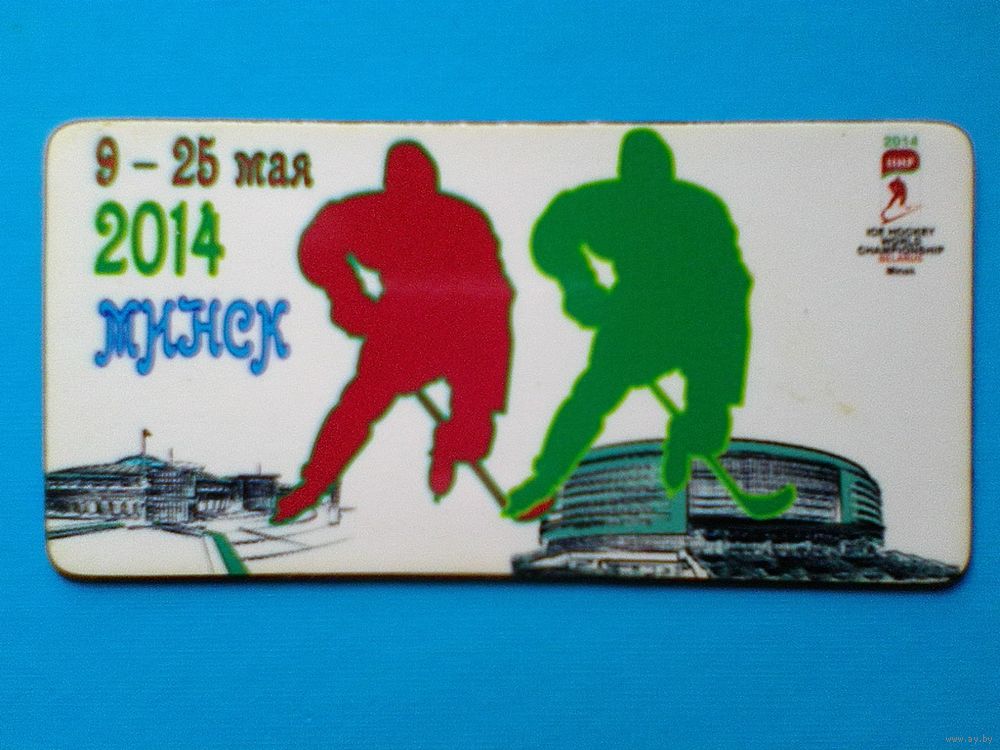 9 – 25 мая
2014
МИНСК
2014
IIHF
ICE HOCKEY
WORLD
CHAMPIONSHIP
BELARUS
Minsk
www.ay.by